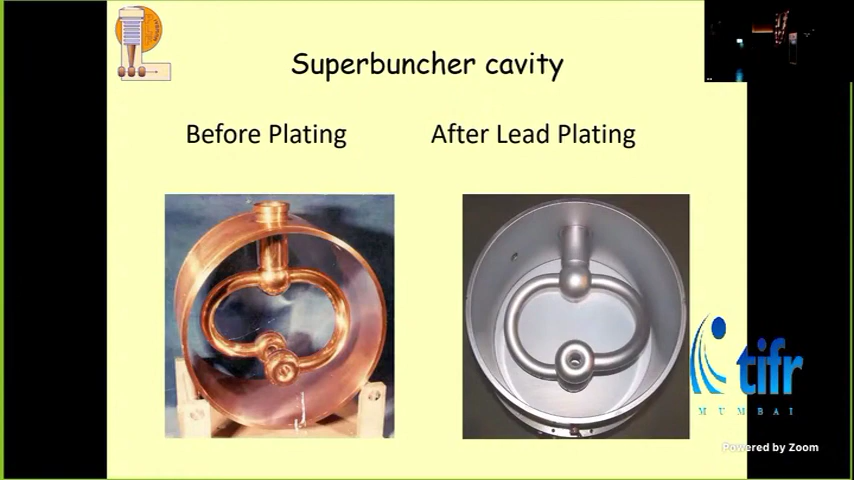 Superbuncher cavity
Before Plating
After Lead Plating
tifr
MUMBAI
Powered by Zoom